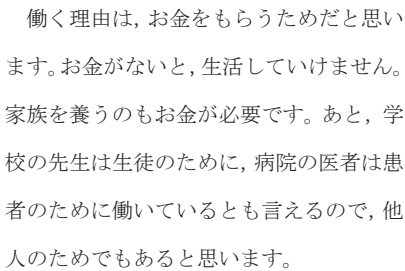 働く理由は, お金をもらうためだと思い
ます。お金がないと, 生活していけません。
家族を養うのもお金が必要です。あと, 学
校の先生は生徒のために, 病院の医者は患
者のために働いているとも言えるので, 他
人のためでもあると思います。